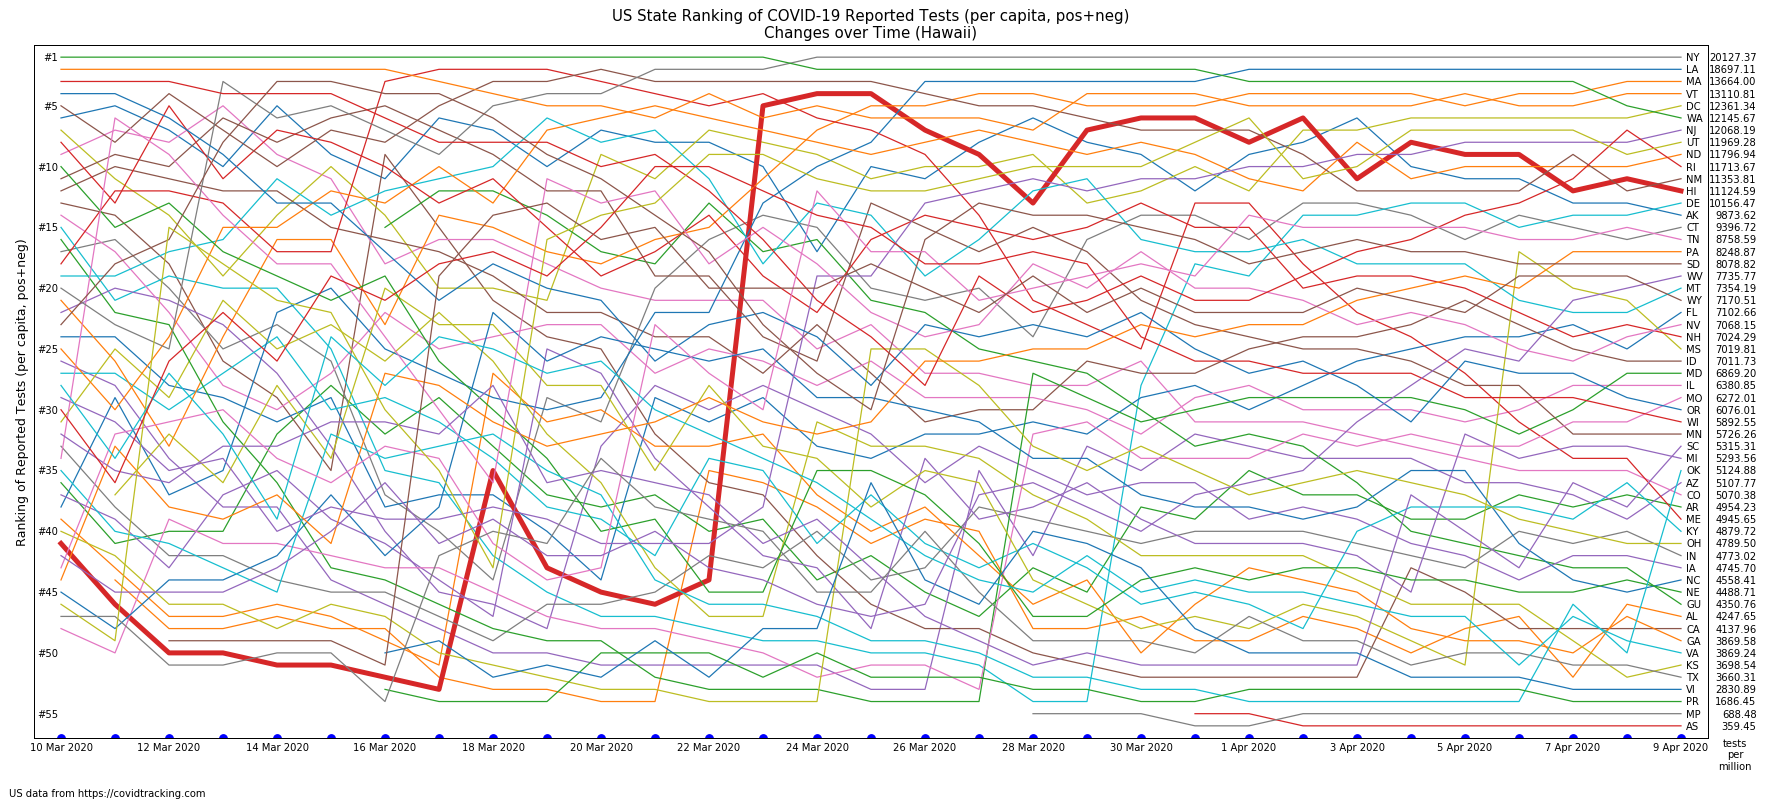 US State Ranking of COVID-19 Reported Tests (per capita, pos+neg)
Changes over Time (Hawaii)
Ranking of Reported Tests (per capita, pos+neg)
#1
#5
#10
#15
#20
#25
#30
#35
#40
#45
#50
#55
NY 20127.37
LA 18697.11
MA 13664.00
VT 13110.81
DC 12361.34
WA 12145.67
NJ 12068.19
UT 11969.28
ND 11796.94
RI 11713.67
NM 11353.81
HI 11124.59
DE 10156.47
AK 9873.62
CT 9396.72
TN 8758.59
PA 8248.87
SD 8078.82
WV 7735.77
MT 7354.19
WY 7170.51
FL 7102.66
NV 7068.15
NH 7024.29
MS 7019.81
ID 7011.73
MD 6869.20
IL 6380.85
MO 6272.01
OR 6076.01
WI 5892.55
MN 5726.26
SC 5315.31
MI 5293.56
OK 5124.88
AZ 5107.77
CO 5070.38
AR 4954.23
ME 4945.65
KY 4879.72
OH 4789.50
IN 4773.02
IA 4745.70
NC 4558.41
NE 4488.71
GU 4350.76
AL 4247.65
CA 4137.96
GA 3869.58
VA 3869.24
KS 3698.54
TX 3660.31
VI 2830.89
PR 1686.45
MP 688.48
AS 359.45
10 Mar 2020 12 Mar 2020 14 Mar 2020 16 Mar 2020 18 Mar 2020 20 Mar 2020 22 Mar 2020 24 Mar 2020 26 Mar 2020 28 Mar 2020 30 Mar 2020 1 Apr 2020 3 Apr 2020 5 Apr 2020 7 Apr 2020 9 Apr 2020
tests
per
million
US data from https://covidtracking.com